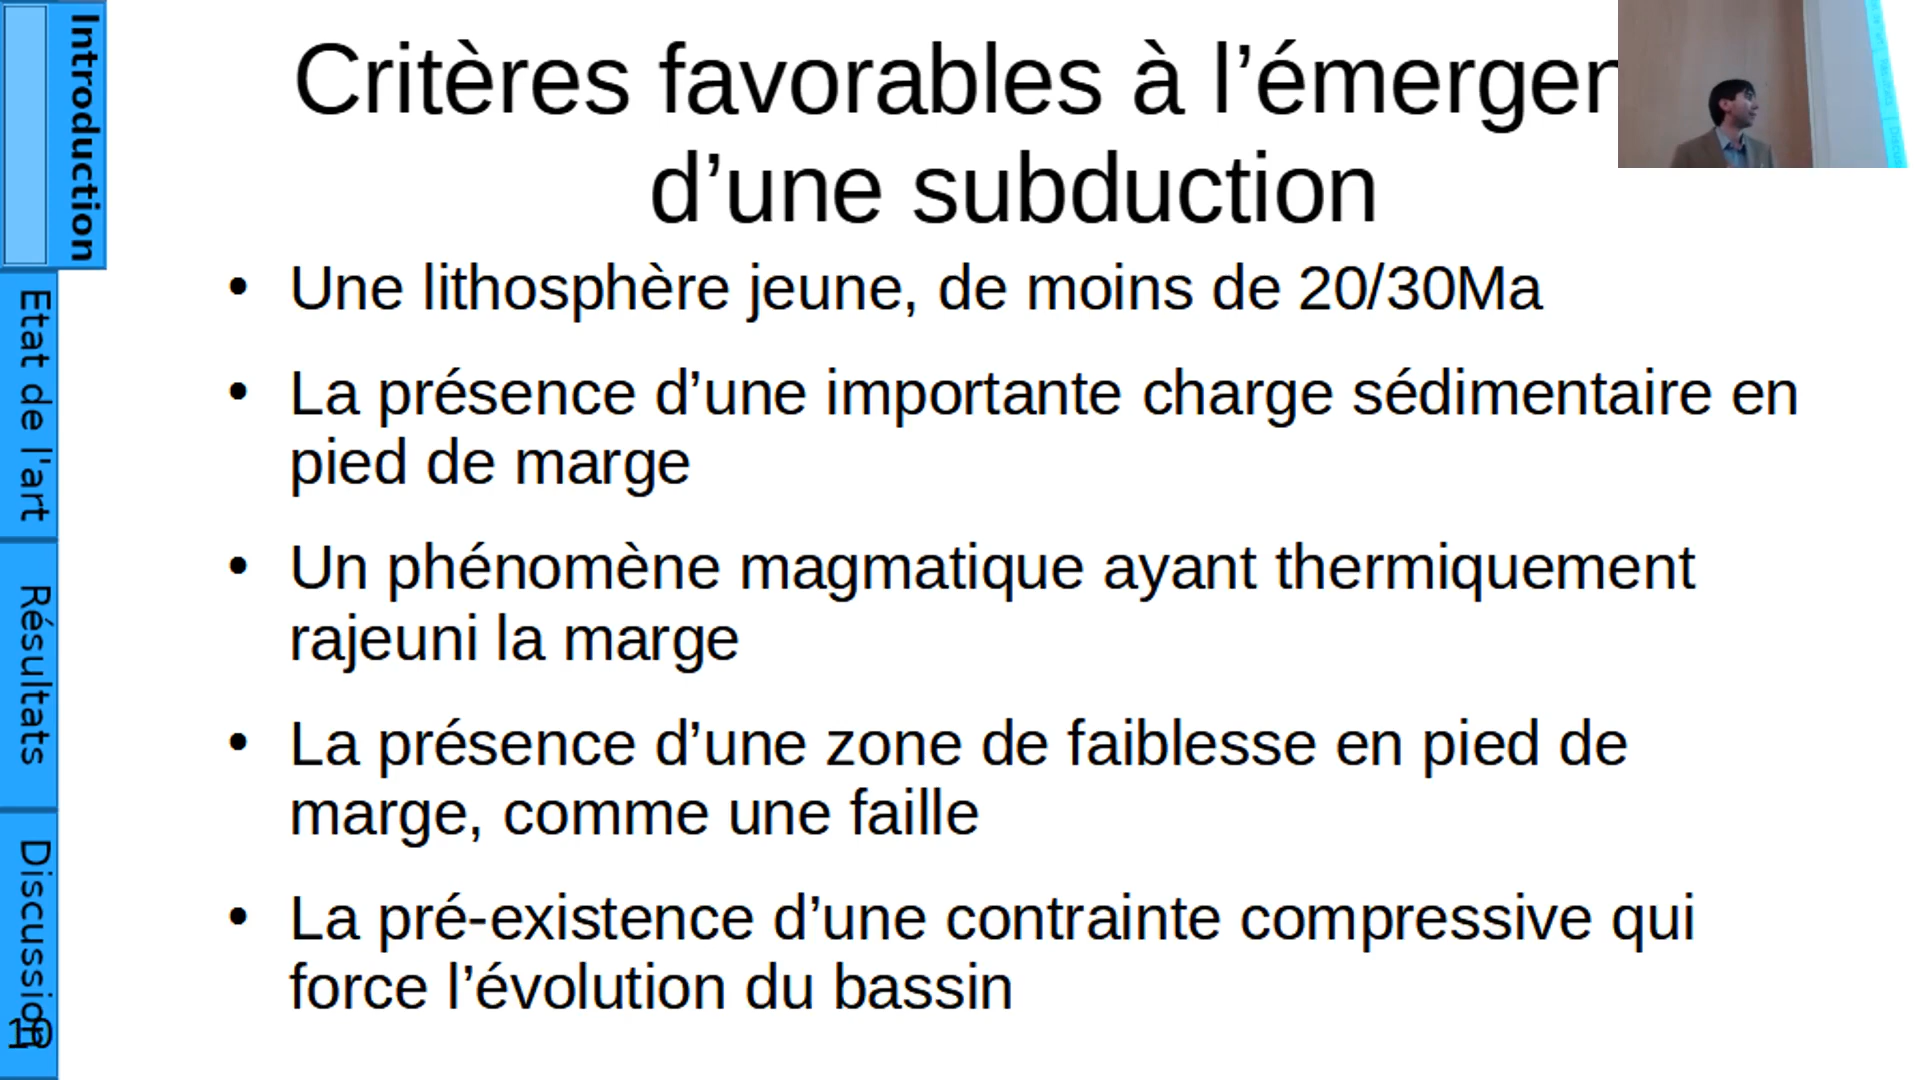 Introduction
Etat de l'art
Résultats
Discussion
10
Critères favorables à l’émergen
d’une subduction
• Une lithosphère jeune, de moins de 20/30Ma
• La présence d’une importante charge sédimentaire en
pied de marge
• Un phénomène magmatique ayant thermiquement
rajeuni la marge
• La présence d’une zone de faiblesse en pied de
marge, comme une faille
• La pré-existence d’une contrainte compressive qui
force l’évolution du bassin